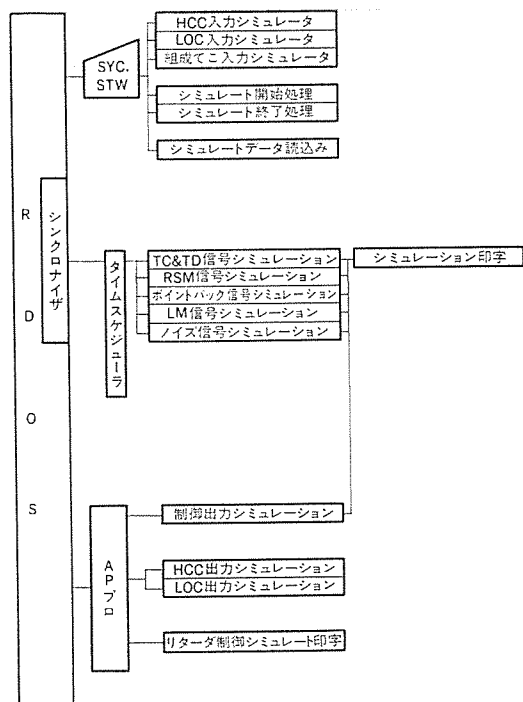 HCC入力シミュレータ
LOC入力シミュレータ
組成てこ入力シミュレータ
SYC.
STW
シミュレート開始処理
シミュレート終了処理
シミュレートデータ読込み
RDOS
シンクロナイザ
タイムスケジューラ
TC&TD信号シミュレーション
RSM信号シミュレーション
ポイントバック信号シミュレーション
LM信号シミュレーション
ノイズ信号シミュレーション
シミュレーション印字
APプロ
制御出力シミュレーション
HCC出力シミュレーション
LOC出力シミュレーション
リターダ制御シミュレート印字